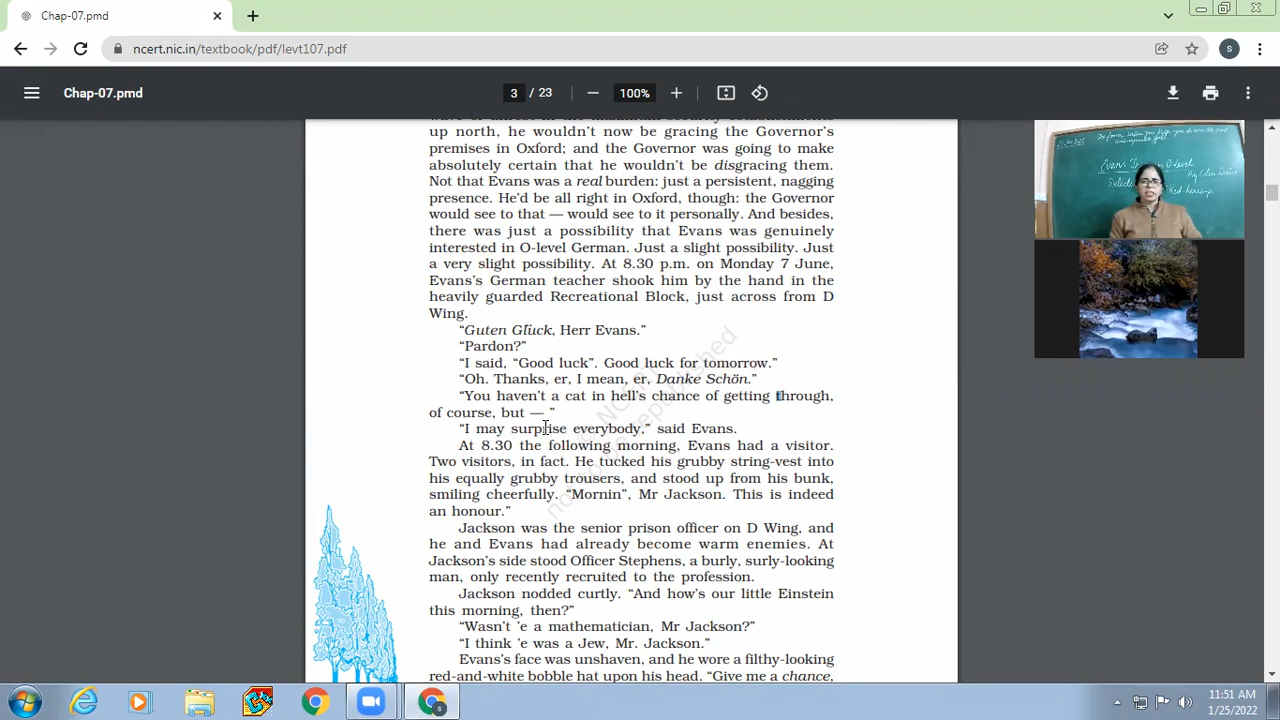 Chap-07.pmd
ncert.nic.in/textbook/pdf/levt107.pdf
S
Chap-07.pmd
3 / 23
100%
up north, he wouldn't now be gracing the Governor's
premises in Oxford; and the Governor was going to make
absolutely certain that he wouldn't be disgracing them.
Not that Evans was a real burden: just a persistent, nagging
presence. He'd be all right in Oxford, though: the Governor
would see to that — would see to it personally. And besides,
there was just a possibility that Evans was genuinely
interested in O-level German. Just a slight possibility. Just
a very slight possibility. At 8.30 p.m. on Monday 7 June,
Evans's German teacher shook him by the hand in the
heavily guarded Recreational Block, just across from D
Wing.
“Guten Glück, Herr Evans.”
“Pardon?”
“I said, “Good luck”. Good luck for tomorrow.”
“Oh. Thanks, er, I mean, er, Danke Schön.”
“You haven't a cat in hell's chance of getting through,
of course, but — ”
“I may surprise everybody,” said Evans.
At 8.30 the following morning, Evans had a visitor.
Two visitors, in fact. He tucked his grubby string-vest into
his equally grubby trousers, and stood up from his bunk,
smiling cheerfully. “Mornin”, Mr Jackson. This is indeed
an honour.”
Jackson was the senior prison officer on D Wing, and
he and Evans had already become warm enemies. At
Jackson's side stood Officer Stephens, a burly, surly-looking
man, only recently recruited to the profession.
Jackson nodded curtly. “And how's our little Einstein
this morning, then?”
“Wasn't 'e a mathematician, Mr Jackson?”
“I think 'e was a Jew, Mr. Jackson.”
Evans's face was unshaven, and he wore a filthy-looking
red-and-white bobble hat upon his head. “Give me a chance,
not to be republished
Evans
O-level
11:51 AM
1/25/2022